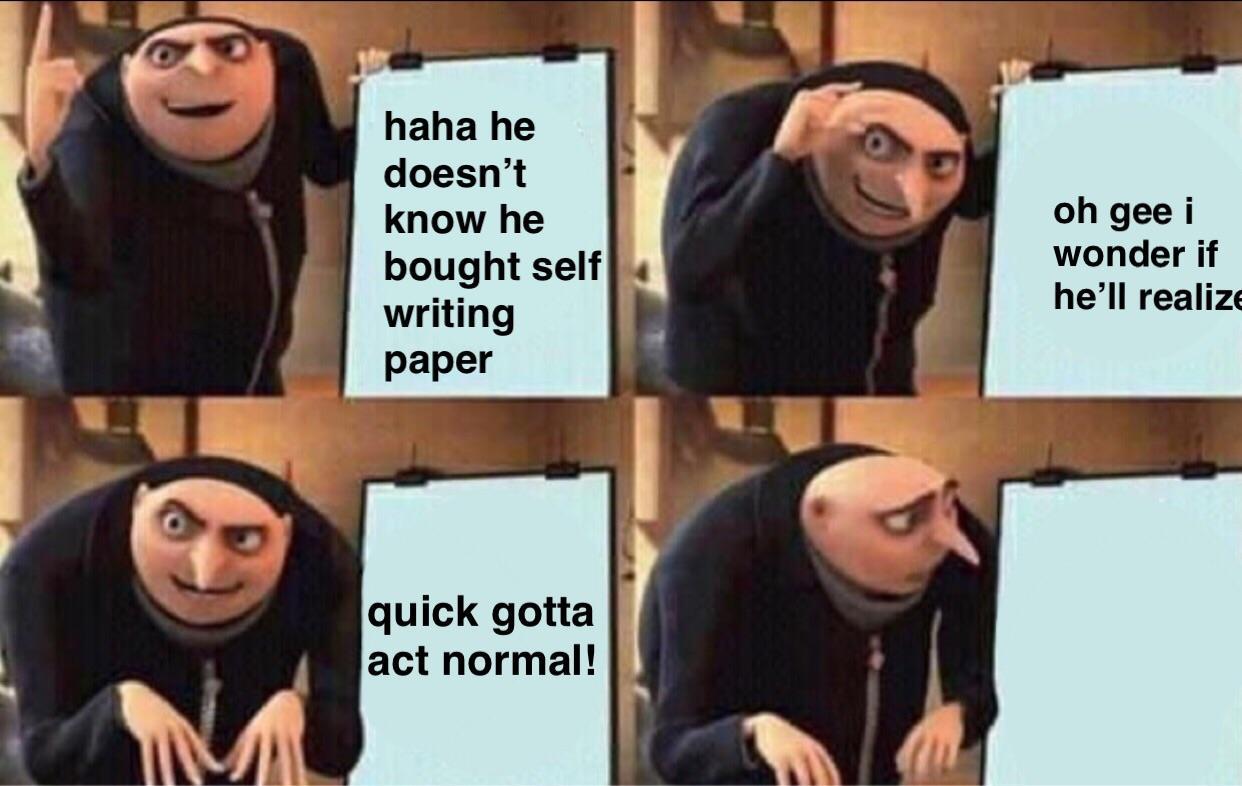 haha he
doesn’t
know he
bought self
writing
paper
oh gee i
wonder if
he’ll realize
quick gotta
act normal!